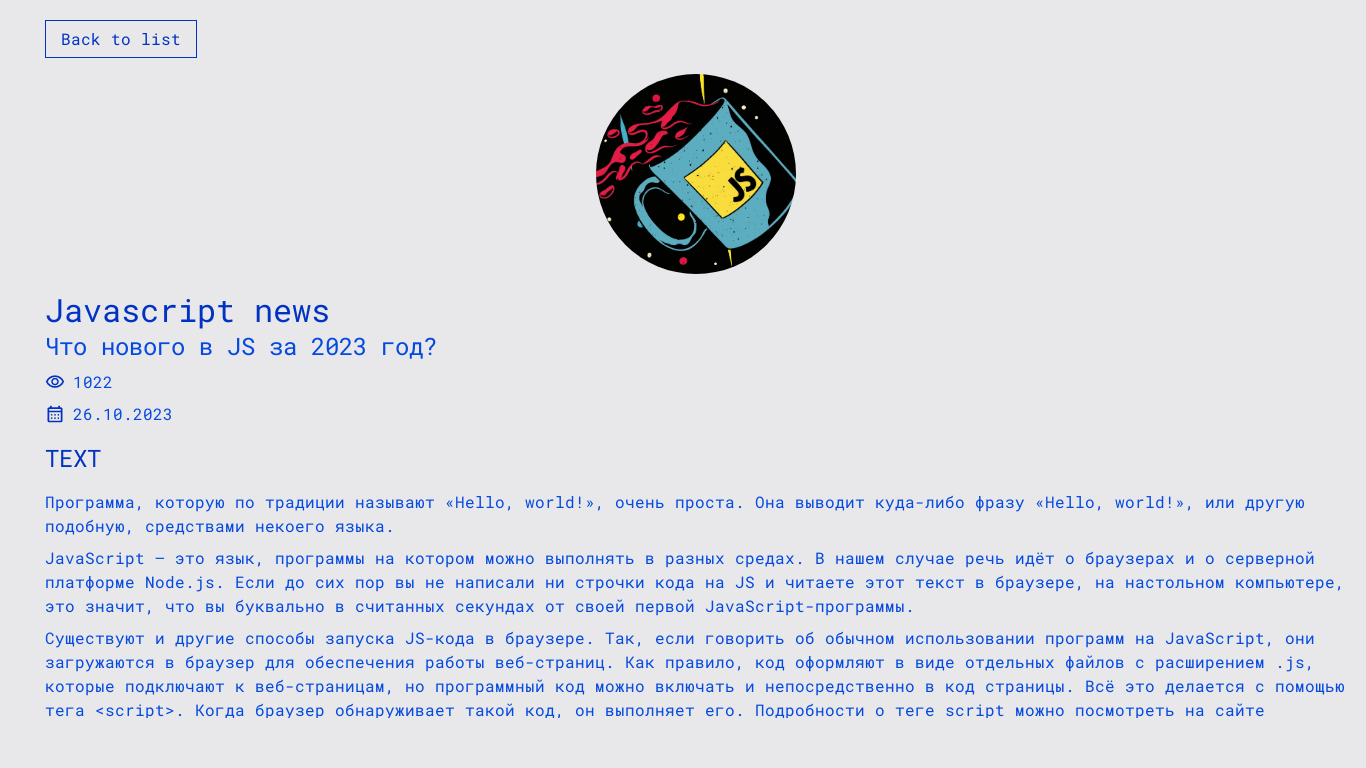 Back to list
JS
Javascript news
Что нового в JS за 2023 год?
1022
26.10.2023
TEXT
Программа, которую по традиции называют «Hello, world!», очень проста. Она выводит куда-либо фразу «Hello, world!», или другую
подобную, средствами некоего языка.
JavaScript — это язык, программы на котором можно выполнять в разных средах. В нашем случае речь идёт о браузерах и о серверной
платформе Node.js. Если до сих пор вы не написали ни строчки кода на JS и читаете этот текст в браузере, на настольном компьютере,
это значит, что вы буквально в считанных секундах от своей первой JavaScript-программы.
Существуют и другие способы запуска JS-кода в браузере. Так, если говорить об обычном использовании программ на JavaScript, они
загружаются в браузер для обеспечения работы веб-страниц. Как правило, код оформляют в виде отдельных файлов с расширением .js,
которые подключают к веб-страницам, но программный код можно включать и непосредственно в код страницы. Всё это делается с помощью
тега <script>. Когда браузер обнаруживает такой код, он выполняет его. Подробности о теге script можно посмотреть на сайте